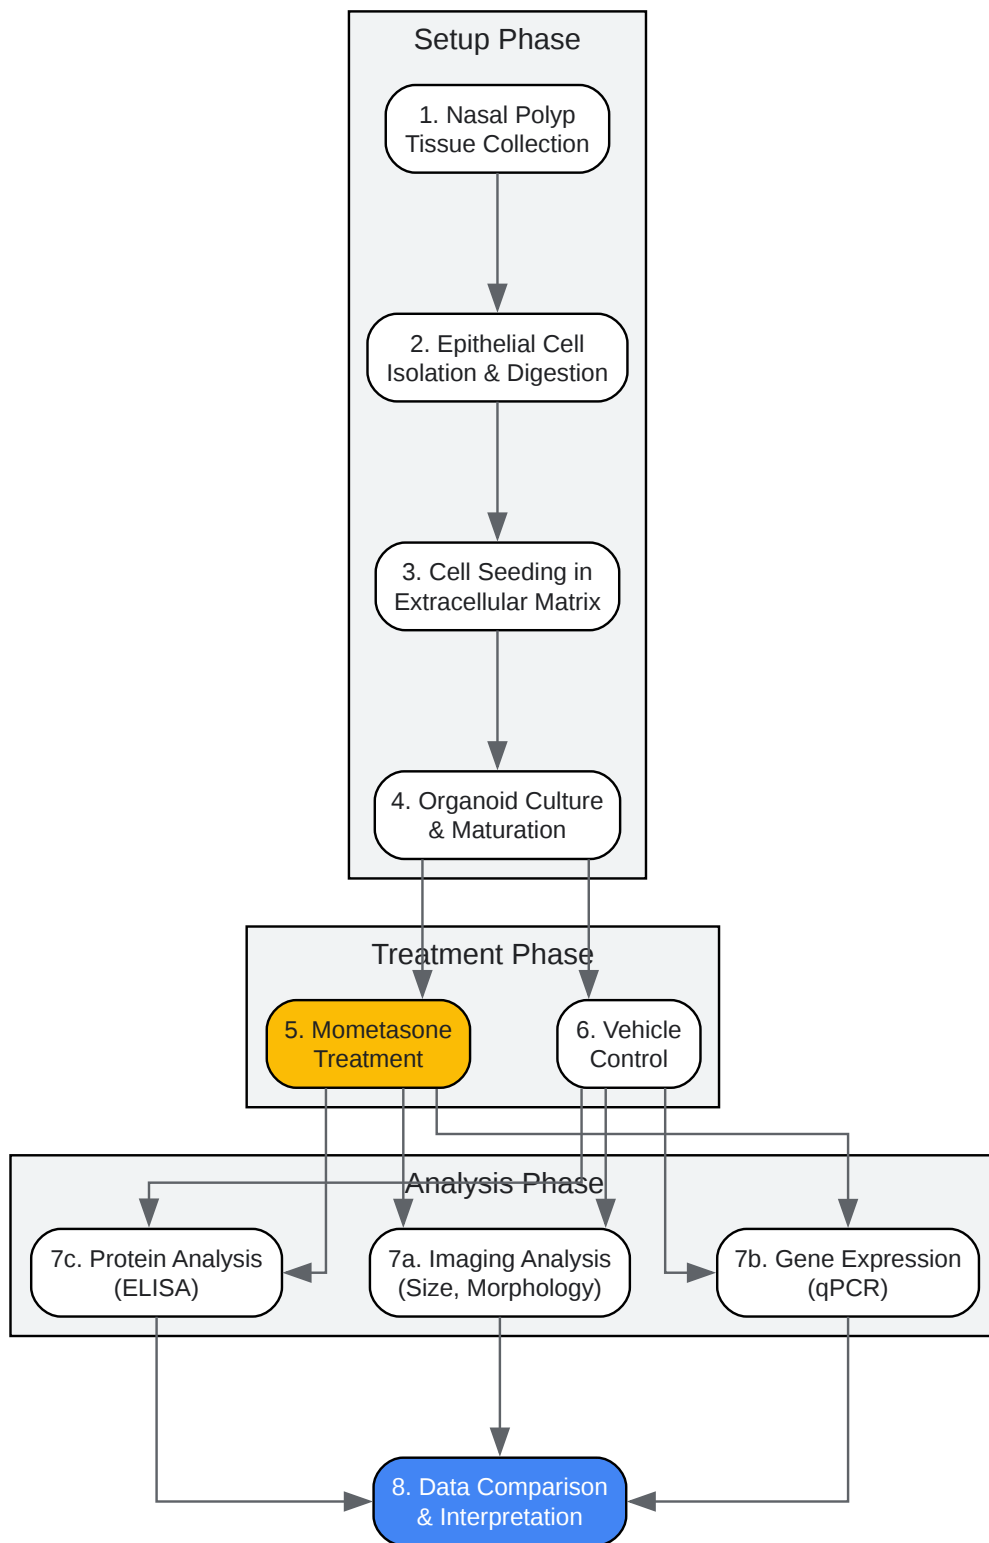 Setup Phase
1. Nasal Polyp
Tissue Collection
2. Epithelial Cell
Isolation & Digestion
3. Cell Seeding in
Extracellular Matrix
4. Organoid Culture
& Maturation
Treatment Phase
5. Mometasone
Treatment
6. Vehicle
Control
Analysis Phase
7c. Protein Analysis
(ELISA)
7a. Imaging Analysis
(Size, Morphology)
7b. Gene Expression
(qPCR)
8. Data Comparison
& Interpretation